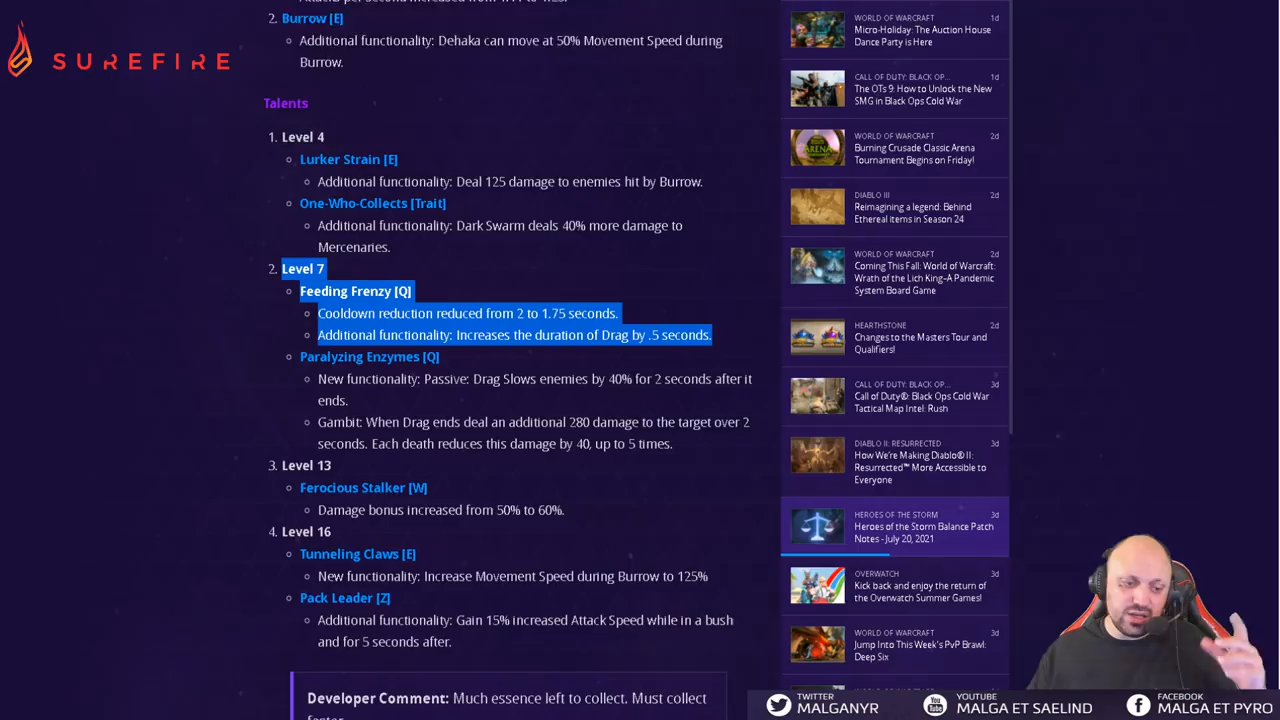 SUREFIRE
2. Burrow [E]
Additional functionality: Dehaka can move at 50% Movement Speed during
Burrow.
Talents
1. Level 4
Lurker Strain [E]
Additional functionality: Deal 125 damage to enemies hit by Burrow.
One-Who-Collects [Trait]
Additional functionality: Dark Swarm deals 40% more damage to
Mercenaries.
2. Level 7
Feeding Frenzy [Q]
Cooldown reduction reduced from 2 to 1.75 seconds.
Additional functionality: Increases the duration of Drag by .5 seconds.
Paralyzing Enzymes [Q]
New functionality: Passive: Drag Slows enemies by 40% for 2 seconds after it
ends.
Gambit: When Drag ends deal an additional 280 damage to the target over 2
seconds. Each death reduces this damage by 40, up to 5 times.
3. Level 13
Ferocious Stalker [W]
Damage bonus increased from 50% to 60%.
4. Level 16
Tunneling Claws [E]
New functionality: Increase Movement Speed during Burrow to 125%
Pack Leader [Z]
Additional functionality: Gain 15% increased Attack Speed while in a bush
and for 5 seconds after.
Developer Comment: Much essence left to collect. Must collect
WORLD OF WARCRAFT 1d
Micro-Holiday: The Auction House
Dance Party is Here
CALL OF DUTY: BLACK OP... 1d
The OTs 9: How to Unlock the New
SMG in Black Ops Cold War
WORLD OF WARCRAFT 2d
Burning Crusade Classic Arena
Tournament Begins on Friday!
DIABLO III 2d
Reimagining a legend: Behind
Ethereal items in Season 24
WORLD OF WARCRAFT 2d
Coming This Fall: World of Warcraft:
Wrath of the Lich King–A Pandemic
System Board Game
HEARTHSTONE 2d
Changes to the Masters Tour and
Qualifiers!
CALL OF DUTY: BLACK OP... 3d
Call of Duty®: Black Ops Cold War
Tactical Map Intel: Rush
DIABLO II: RESURRECTED 3d
How We're Making Diablo® II:
Resurrected™ More Accessible to
Everyone
HEROES OF THE STORM 3d
Heroes of the Storm Balance Patch
Notes - July 20, 2021
OVERWATCH 3d
Kick back and enjoy the return of
the Overwatch Summer Games!
WORLD OF WARCRAFT 3d
Jump Into This Week's PvP Brawl:
Deep Six
TWITTER
MALGANYR
YOUTUBE
MALGA ET SAELIND
FACEBOOK
MALGA ET PYRO